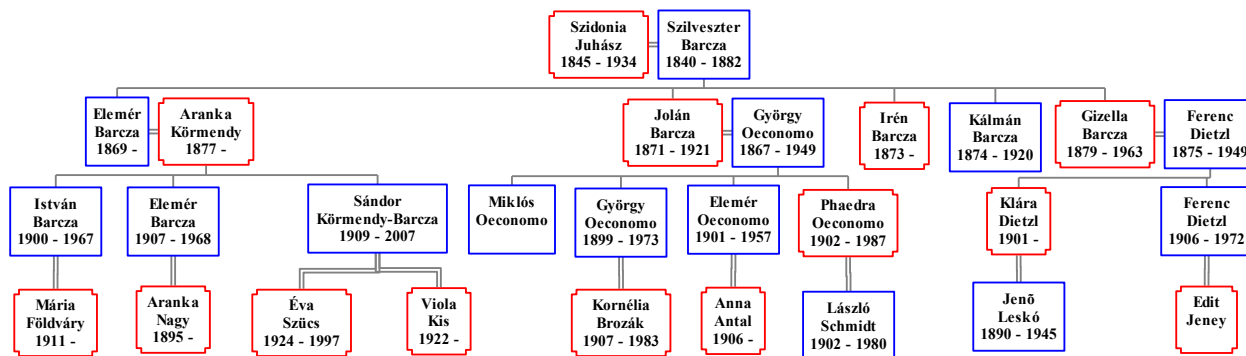 Szidonia
Juhász
1845 - 1934
Szilveszter
Barcza
1840 - 1882
Elemér
Barcza
1869 -
Aranka
Körmendy
1877 -
Jolán
Barcza
1871 - 1921
György
Oeconomo
1867 - 1949
Irén
Barcza
1873 -
Kálmán
Barcza
1874 - 1920
Gizella
Barcza
1879 - 1963
Ferenc
Dietzl
1875 - 1949
István
Barcza
1900 - 1967
Elemér
Barcza
1907 - 1968
Sándor
Körmendy-Barcza
1909 - 2007
Miklós
Oeconomo
György
Oeconomo
1899 - 1973
Elemér
Oeconomo
1901 - 1957
Phaedra
Oeconomo
1902 - 1987
Klára
Dietzl
1901 -
Ferenc
Dietzl
1906 - 1972
Mária
Földváry
1911 -
Aranka
Nagy
1895 -
Éva
Szücs
1924 - 1997
Viola
Kis
1922 -
Kornélia
Brozák
1907 - 1983
Anna
Antal
1906 -
László
Schmidt
1902 - 1980
Jenõ
Leskó
1890 - 1945
Edit
Jeney